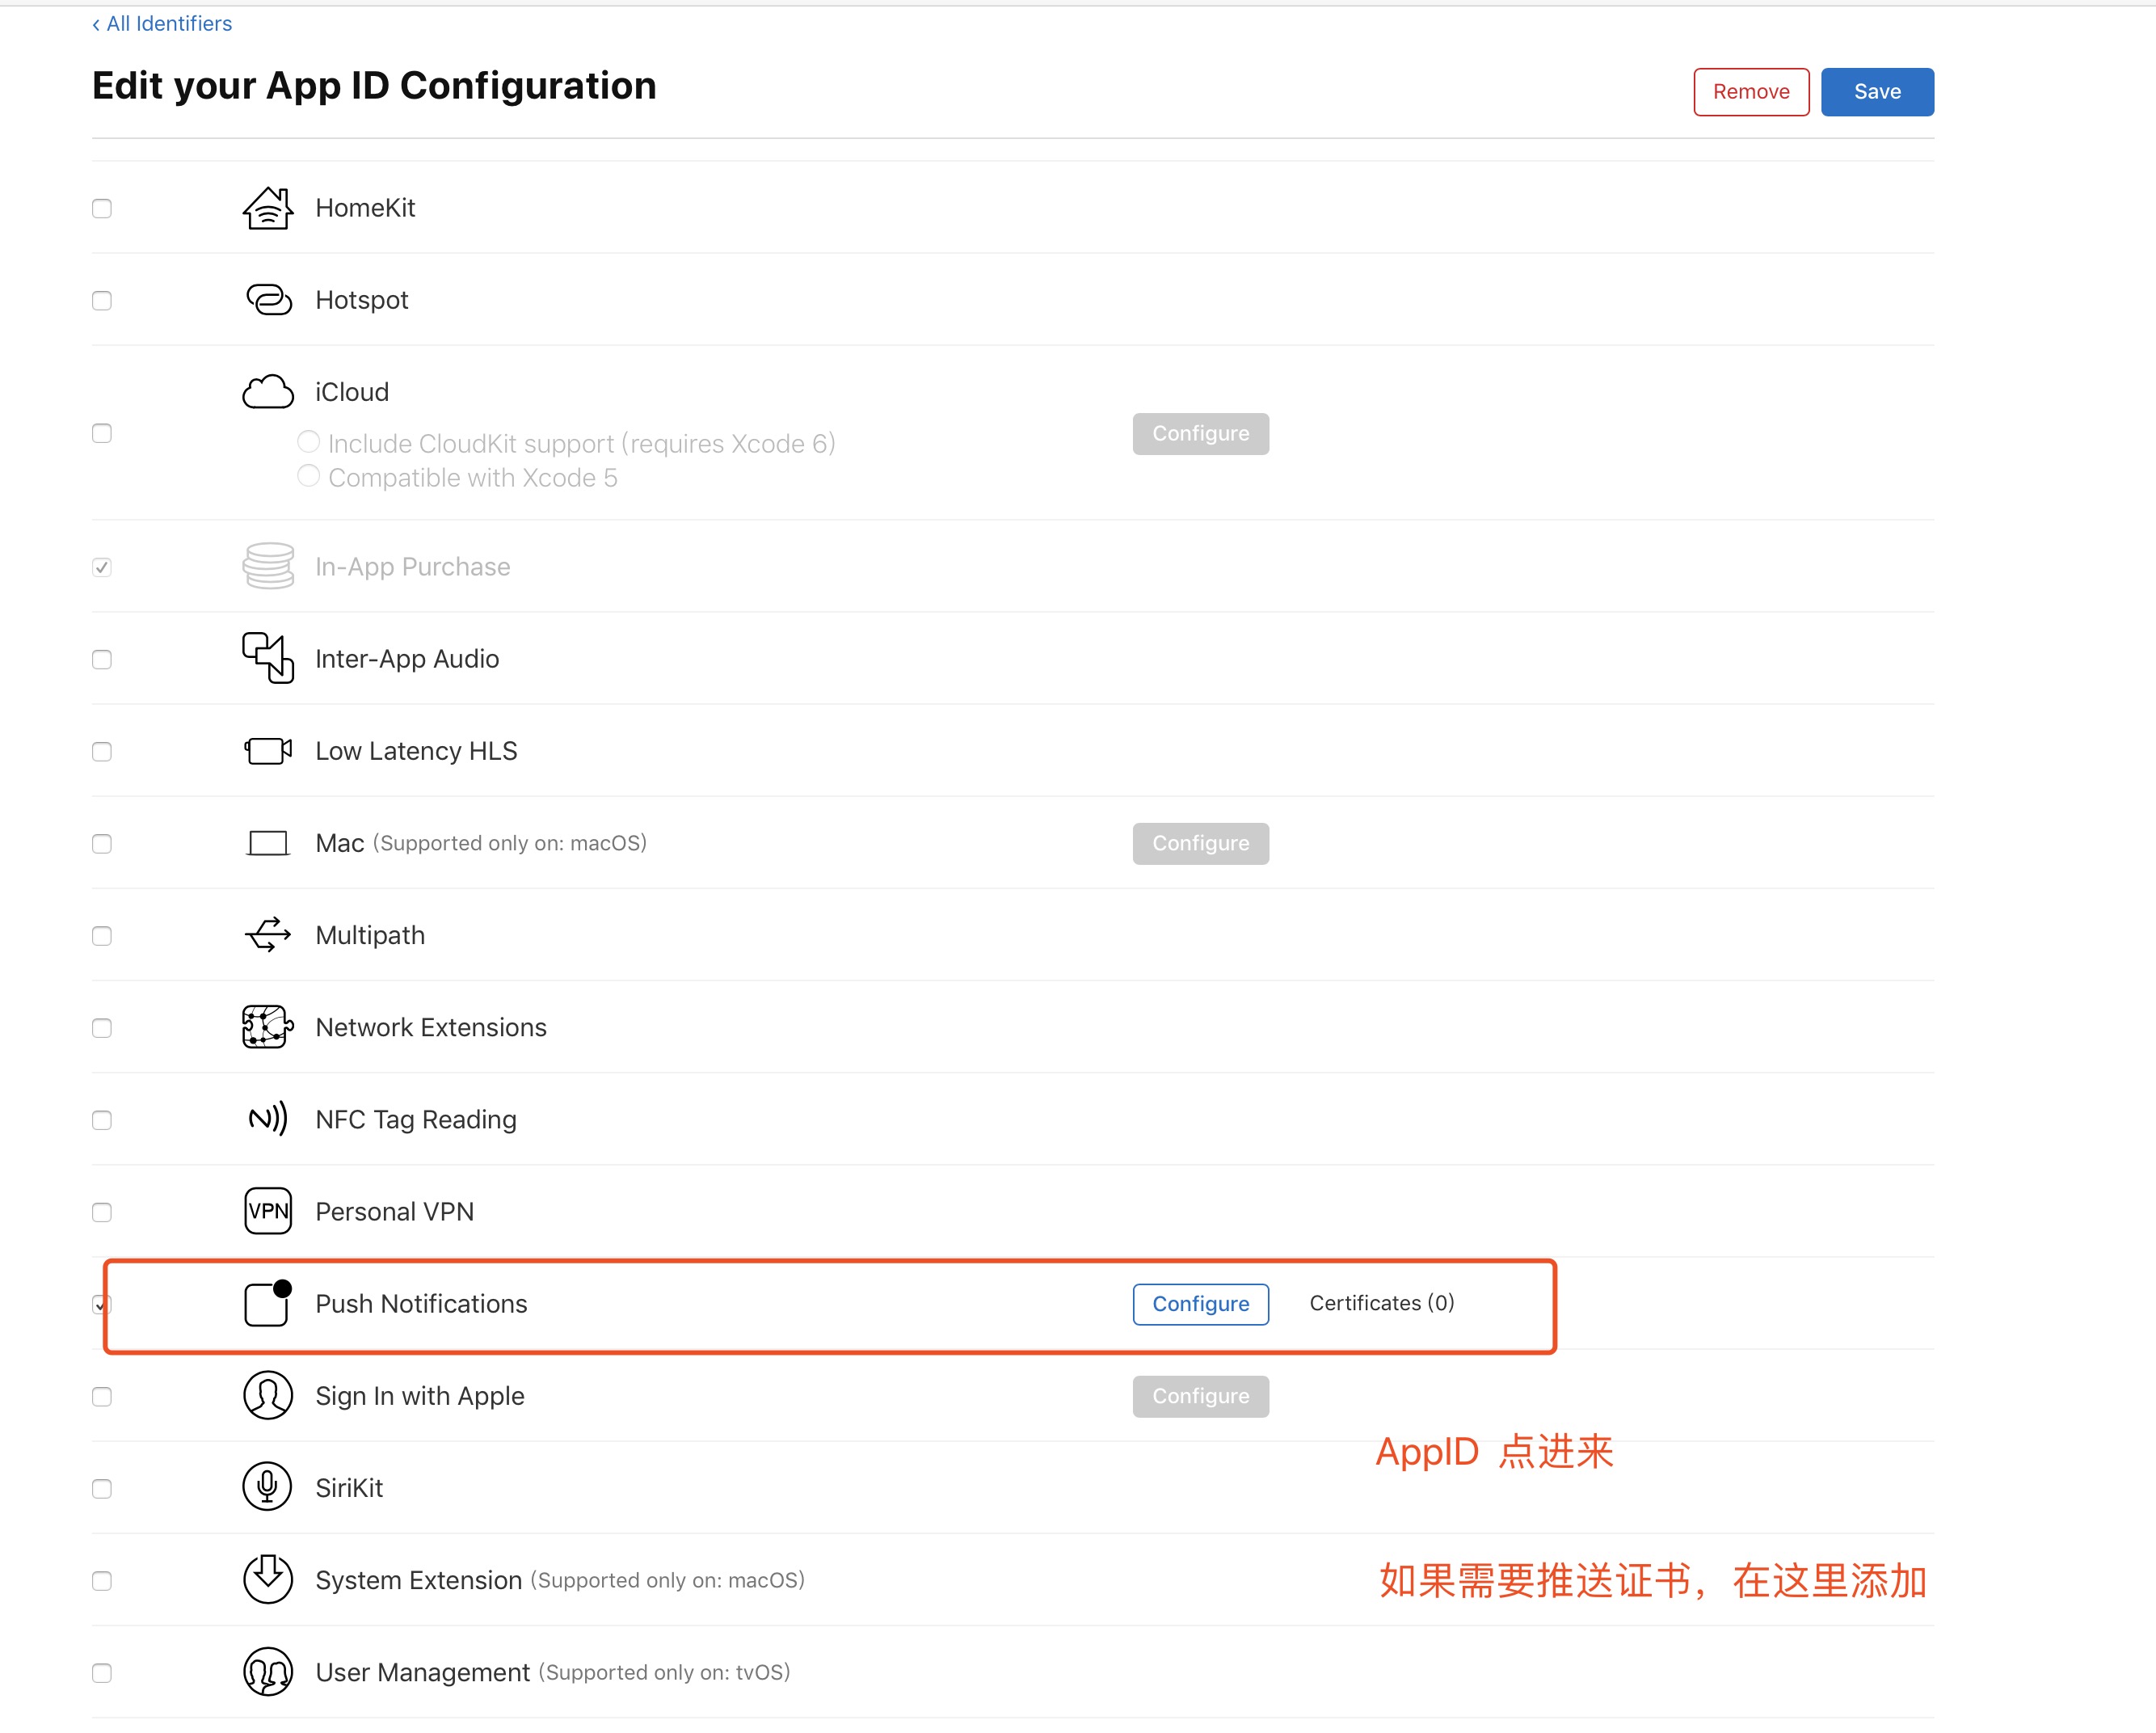 ‹ All Identifiers
Edit your App ID Configuration
Remove
Save
HomeKit
Hotspot
iCloud
Include CloudKit support (requires Xcode 6)
Compatible with Xcode 5
Configure
In-App Purchase
Inter-App Audio
Low Latency HLS
Mac (Supported only on: macOS)
Configure
Multipath
Network Extensions
NFC Tag Reading
VPN
Personal VPN
Push Notifications
Configure
Certificates (0)
Sign In with Apple
Configure
AppID 点进来
SiriKit
System Extension (Supported only on: macOS)
如果需要推送证书，在这里添加
User Management (Supported only on: tvOS)